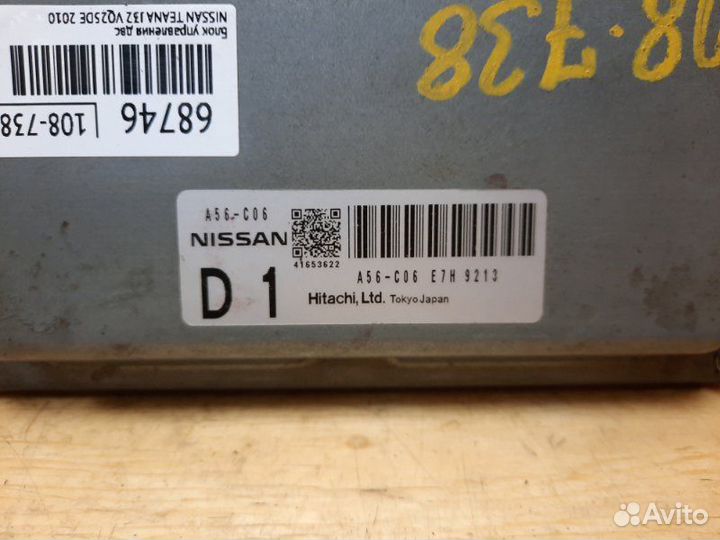 Блок управления двс
NISSAN TEANA J32 VQ25DE 2010
68746
108-738
08-738
A56-C06
NISSAN
41653622
D 1
A56-C06 E7H 9213
Hitachi, Ltd. Tokyo Japan
Avito